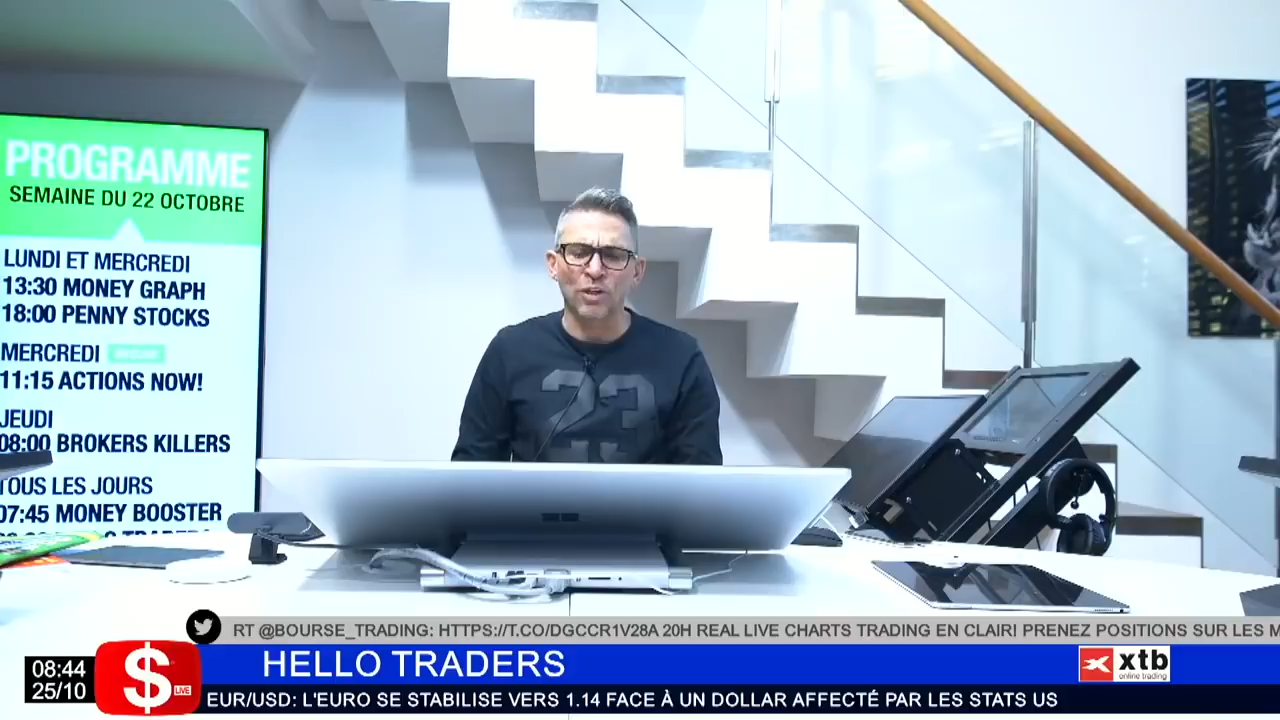 PROGRAMME
SEMAINE DU 22 OCTOBRE
LUNDI ET MERCREDI
13:30 MONEY GRAPH
18:00 PENNY STOCKS
MERCREDI
11:15 ACTIONS NOW!
JEUDI
08:00 BROKERS KILLERS
TOUS LES JOURS
07:45 MONEY BOOSTER
23
RT @BOURSE_TRADING: HTTPS://T.CO/DGCCR1V28A 20H REAL LIVE CHARTS TRADING EN CLAIR! PRENEZ POSITIONS SUR LES M
HELLO TRADERS
xtb
online trading
08:44
25/10
$ LIVE
EUR/USD: L'EURO SE STABILISE VERS 1.14 FACE À UN DOLLAR AFFECTÉ PAR LES STATS US